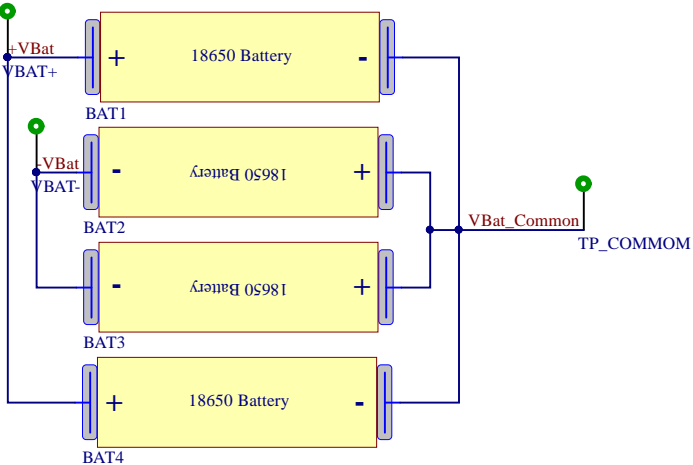 +VBat
VBAT+
+ 18650 Battery -
BAT1
-VBat
VBAT-
- 18650 Battery +
BAT2
VBat_Common
TP_COMMOM
- 18650 Battery +
BAT3
+ 18650 Battery -
BAT4